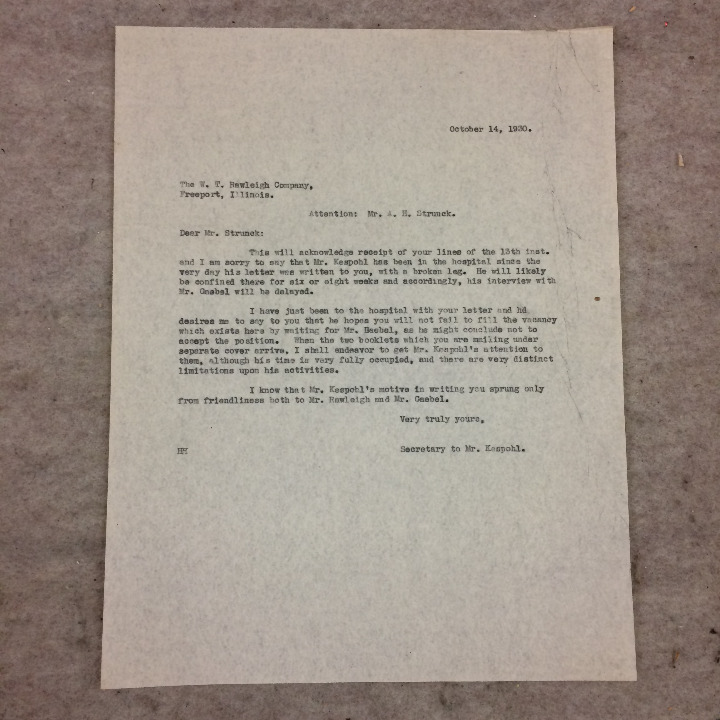 October 14, 1930.
The W. T. Rawleigh Company,
Freeport, Illinois.
Attention: Mr. A. H. Strunck.
Dear Mr. Strunck:
This will acknowledge receipt of your lines of the 13th inst.
and I am sorry to say that Mr. Kespohl has been in the hospital since the
very day his letter was written to you, with a broken leg. He will likely
be confined there for six or eight weeks and accordingly, his interview with
Mr. Gaebel will be delayed.
I have just been to the hospital with your letter and he
desires me to say to you that he hopes you will not fail to fill the vacancy
which exists here by waiting for Mr. Gaebel, as he might conclude not to
accept the position. When the two booklets which you are mailing under
separate cover arrive, I shall endeavor to get Mr. Kespohl's attention to
them, although his time is very fully occupied, and there are very distinct
limitations upon his activities.
I know that Mr. Kespohl's motive in writing you sprung only
from friendliness both to Mr. Rawleigh and Mr. Gaebel.
Very truly yours,
HH
Secretary to Mr. Kespohl.